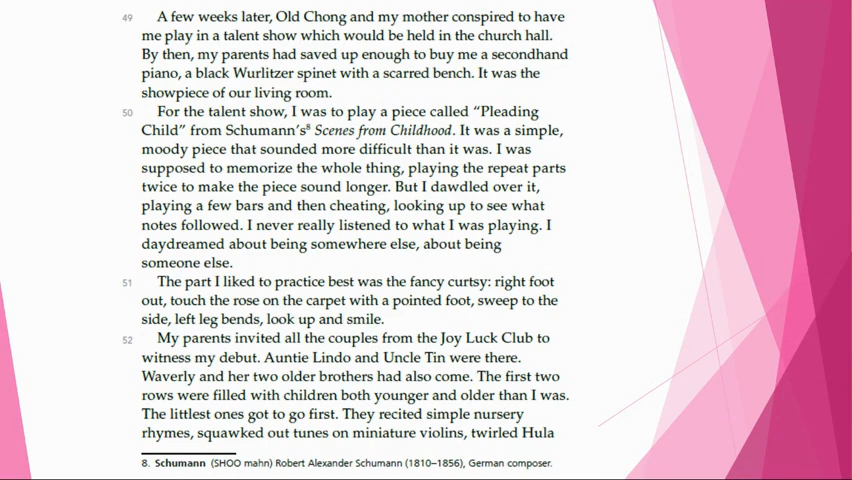 49 A few weeks later, Old Chong and my mother conspired to have
me play in a talent show which would be held in the church hall.
By then, my parents had saved up enough to buy me a secondhand
piano, a black Wurlitzer spinet with a scarred bench. It was the
showpiece of our living room.
50 For the talent show, I was to play a piece called “Pleading
Child” from Schumann’s⁸ Scenes from Childhood. It was a simple,
moody piece that sounded more difficult than it was. I was
supposed to memorize the whole thing, playing the repeat parts
twice to make the piece sound longer. But I dawdled over it,
playing a few bars and then cheating, looking up to see what
notes followed. I never really listened to what I was playing. I
daydreamed about being somewhere else, about being
someone else.
51 The part I liked to practice best was the fancy curtsy: right foot
out, touch the rose on the carpet with a pointed foot, sweep to the
side, left leg bends, look up and smile.
52 My parents invited all the couples from the Joy Luck Club to
witness my debut. Auntie Lindo and Uncle Tin were there.
Waverly and her two older brothers had also come. The first two
rows were filled with children both younger and older than I was.
The littlest ones got to go first. They recited simple nursery
rhymes, squawked out tunes on miniature violins, twirled Hula
8. Schumann (SHOO mahn) Robert Alexander Schumann (1810–1856), German composer.